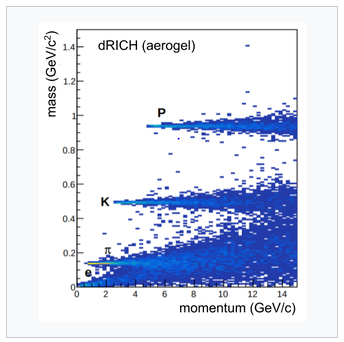 dRICH (aerogel)
mass (GeV/c²)
1.4
1.2
1
0.8
0.6
0.4
0.2
0
P
K
π
e
0 2 4 6 8 10 12 14
momentum (GeV/c)